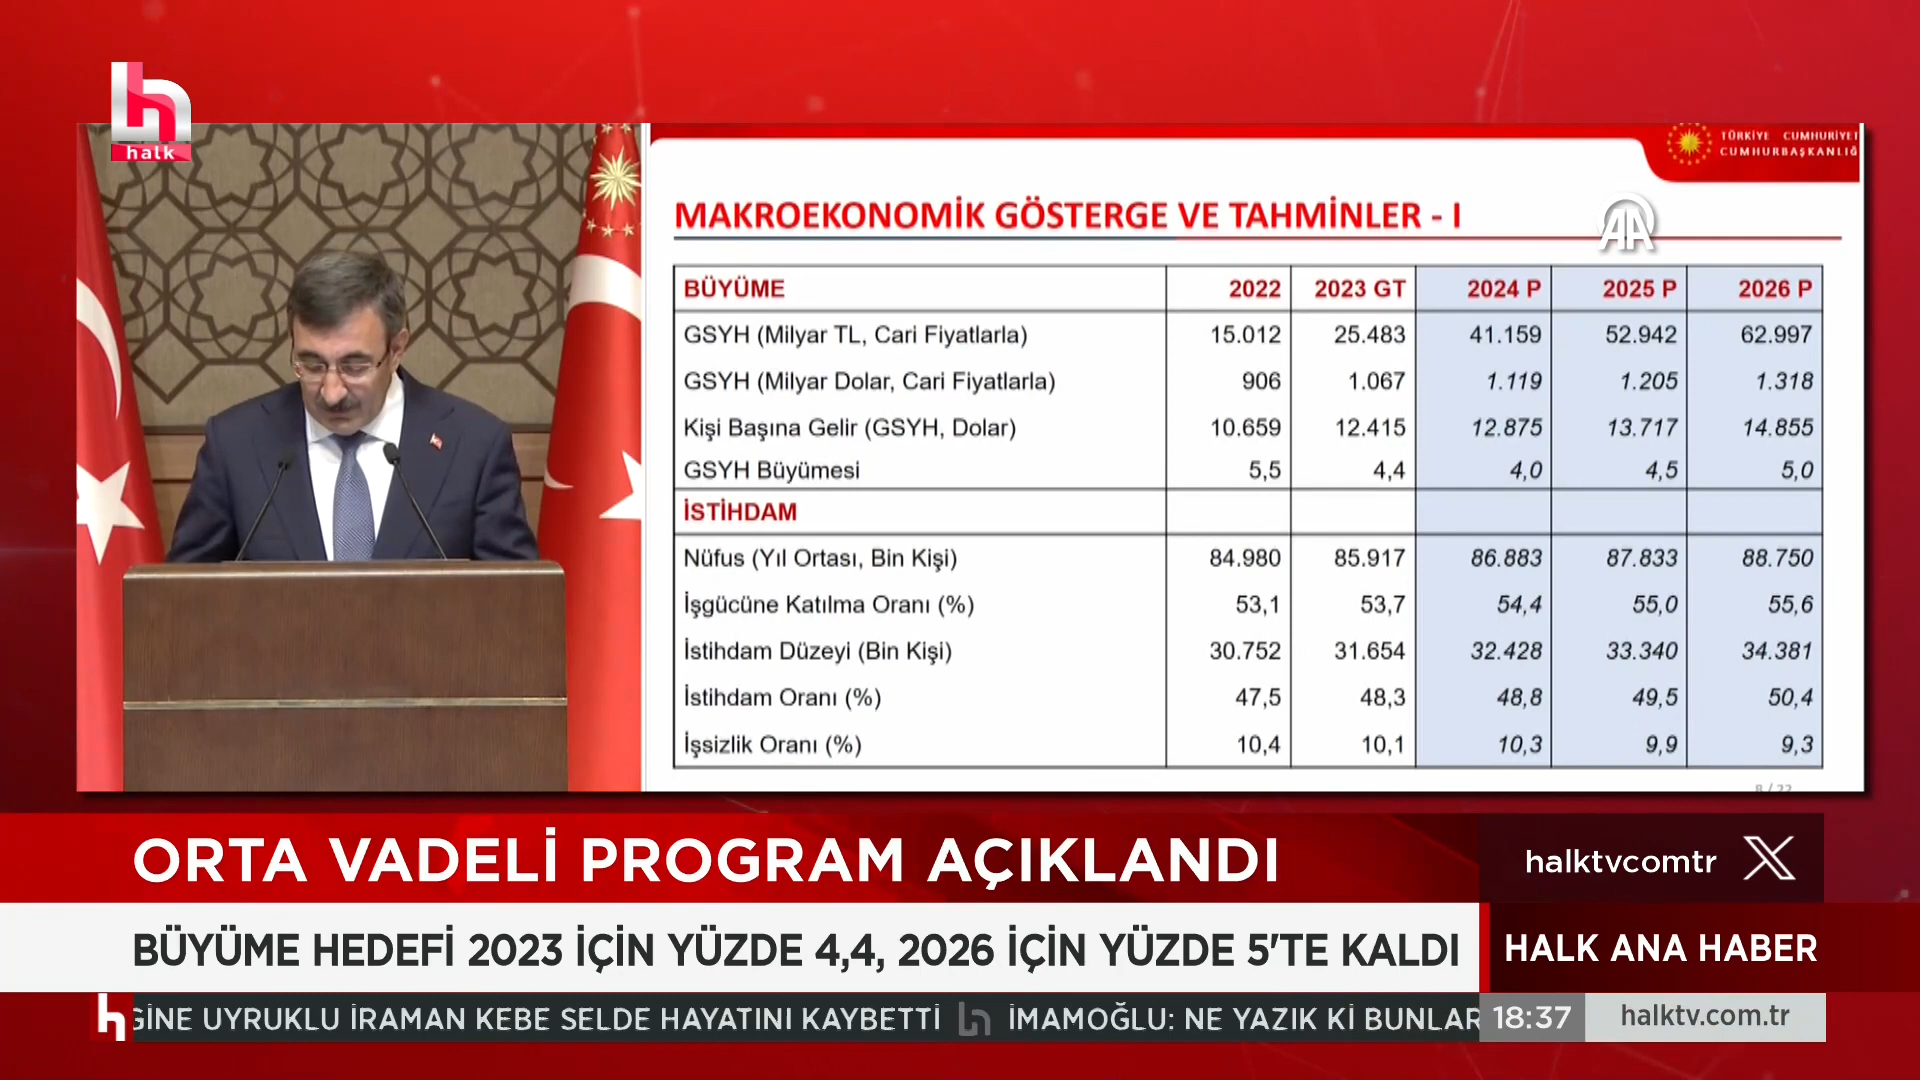 halk
TÜRKİYE CUMHURİYET
CUMHURBAŞKANLIĞ
MAKROEKONOMİK GÖSTERGE VE TAHMİNLER - I
AA
BÜYÜME 2022 2023 GT 2024 P 2025 P 2026 P
GSYH (Milyar TL, Cari Fiyatlarla) 15.012 25.483 41.159 52.942 62.997
GSYH (Milyar Dolar, Cari Fiyatlarla) 906 1.067 1.119 1.205 1.318
Kişi Başına Gelir (GSYH, Dolar) 10.659 12.415 12.875 13.717 14.855
GSYH Büyümesi 5,5 4,4 4,0 4,5 5,0
İSTİHDAM
Nüfus (Yıl Ortası, Bin Kişi) 84.980 85.917 86.883 87.833 88.750
İşgücüne Katılma Oranı (%) 53,1 53,7 54,4 55,0 55,6
İstihdam Düzeyi (Bin Kişi) 30.752 31.654 32.428 33.340 34.381
İstihdam Oranı (%) 47,5 48,3 48,8 49,5 50,4
İşsizlik Oranı (%) 10,4 10,1 10,3 9,9 9,3
8 / 22
ORTA VADELİ PROGRAM AÇIKLANDI
halktvcomtr
BÜYÜME HEDEFİ 2023 İÇİN YÜZDE 4,4, 2026 İÇİN YÜZDE 5'TE KALDI
HALK ANA HABER
GİNE UYRUKLU İRAMAN KEBE SELDE HAYATINI KAYBETTİ İMAMOĞLU: NE YAZIK Kİ BUNLAR
18:37
halktv.com.tr